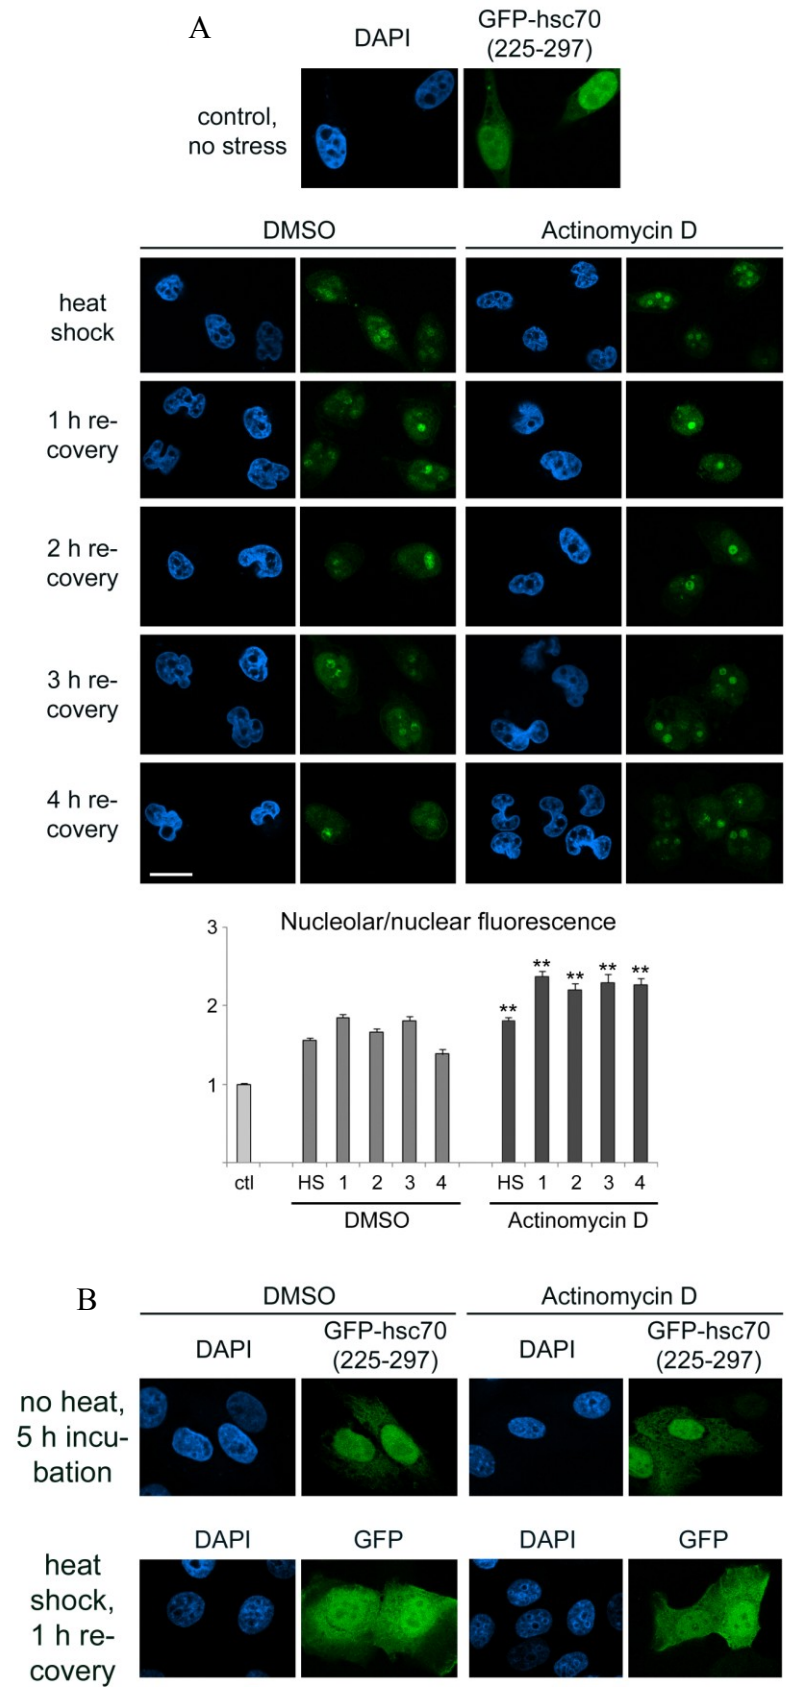 A
DAPI
GFP-hsc70
(225-297)
control,
no stress
DMSO
Actinomycin D
heat
shock
1 h re-
covery
2 h re-
covery
3 h re-
covery
4 h re-
covery
Nucleolar/nuclear fluorescence
3
2
1
** ** ** ** **
ctl HS 1 2 3 4 HS 1 2 3 4
DMSO Actinomycin D
B
DMSO
Actinomycin D
DAPI
GFP-hsc70
(225-297)
DAPI
GFP-hsc70
(225-297)
no heat,
5 h incu-
bation
DAPI GFP DAPI GFP
heat
shock,
1 h re-
covery